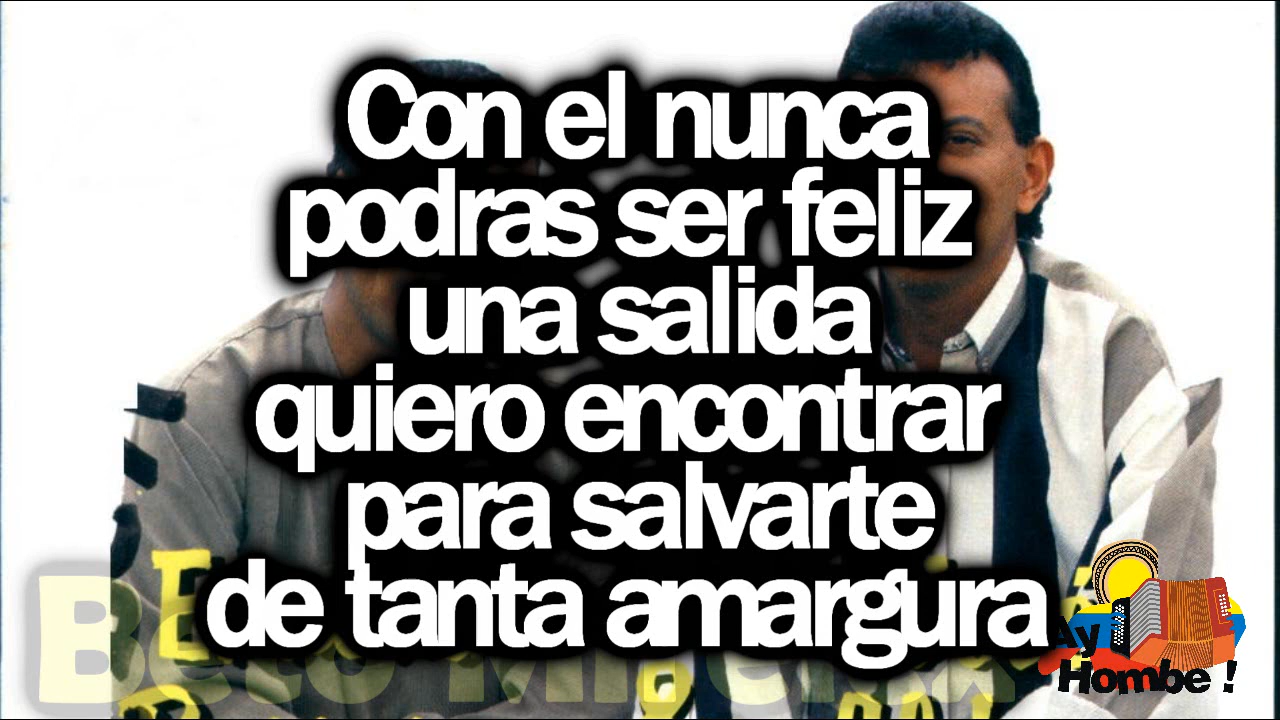 Con el nunca
podras ser feliz
una salida
quiero encontrar
para salvarte
de tanta amargura
Ay
Hombe !